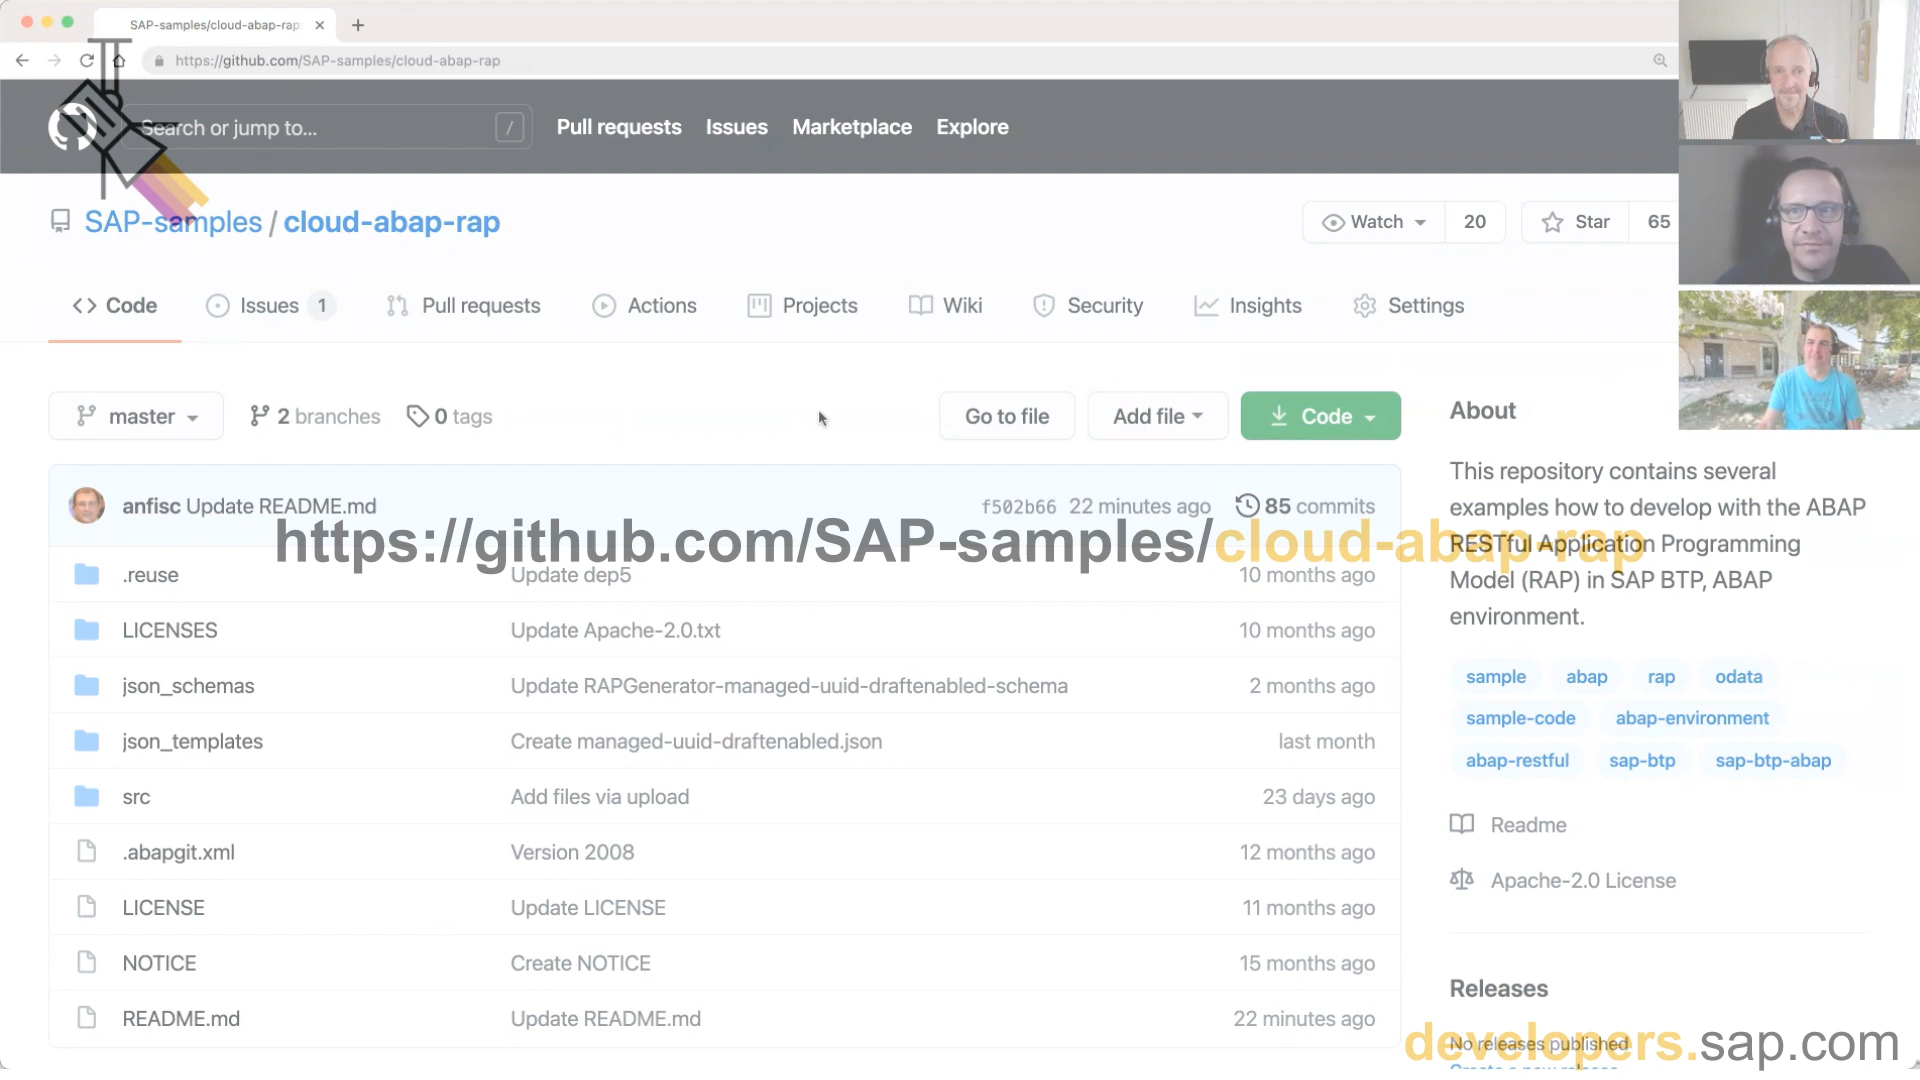 SAP-samples/cloud-abap-rap
https://github.com/SAP-samples/cloud-abap-rap
Search or jump to... /
Pull requests Issues Marketplace Explore
SAP-samples / cloud-abap-rap
Watch 20 Star 65
Code Issues 1 Pull requests Actions Projects Wiki Security Insights Settings
master 2 branches 0 tags Go to file Add file Code
anfisc Update README.md f502b66 22 minutes ago 85 commits
https://github.com/SAP-samples/cloud-abap-rap
.reuse Update dep5 10 months ago
LICENSES Update Apache-2.0.txt 10 months ago
json_schemas Update RAPGenerator-managed-uuid-draftenabled-schema 2 months ago
json_templates Create managed-uuid-draftenabled.json last month
src Add files via upload 23 days ago
.abapgit.xml Version 2008 12 months ago
LICENSE Update LICENSE 11 months ago
NOTICE Create NOTICE 15 months ago
README.md Update README.md 22 minutes ago
About
This repository contains several
examples how to develop with the ABAP
RESTful Application Programming
Model (RAP) in SAP BTP, ABAP
environment.
sample abap rap odata
sample-code abap-environment
abap-restful sap-btp sap-btp-abap
Readme
Apache-2.0 License
Releases
No releases published
Create a new release
developers.sap.com